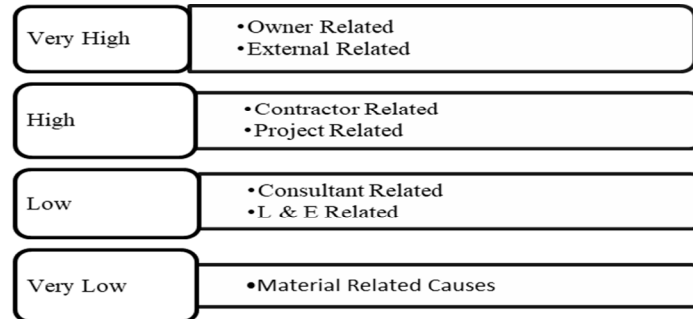 Very High
•Owner Related
•External Related
High
•Contractor Related
•Project Related
Low
•Consultant Related
•L & E Related
Very Low
•Material Related Causes